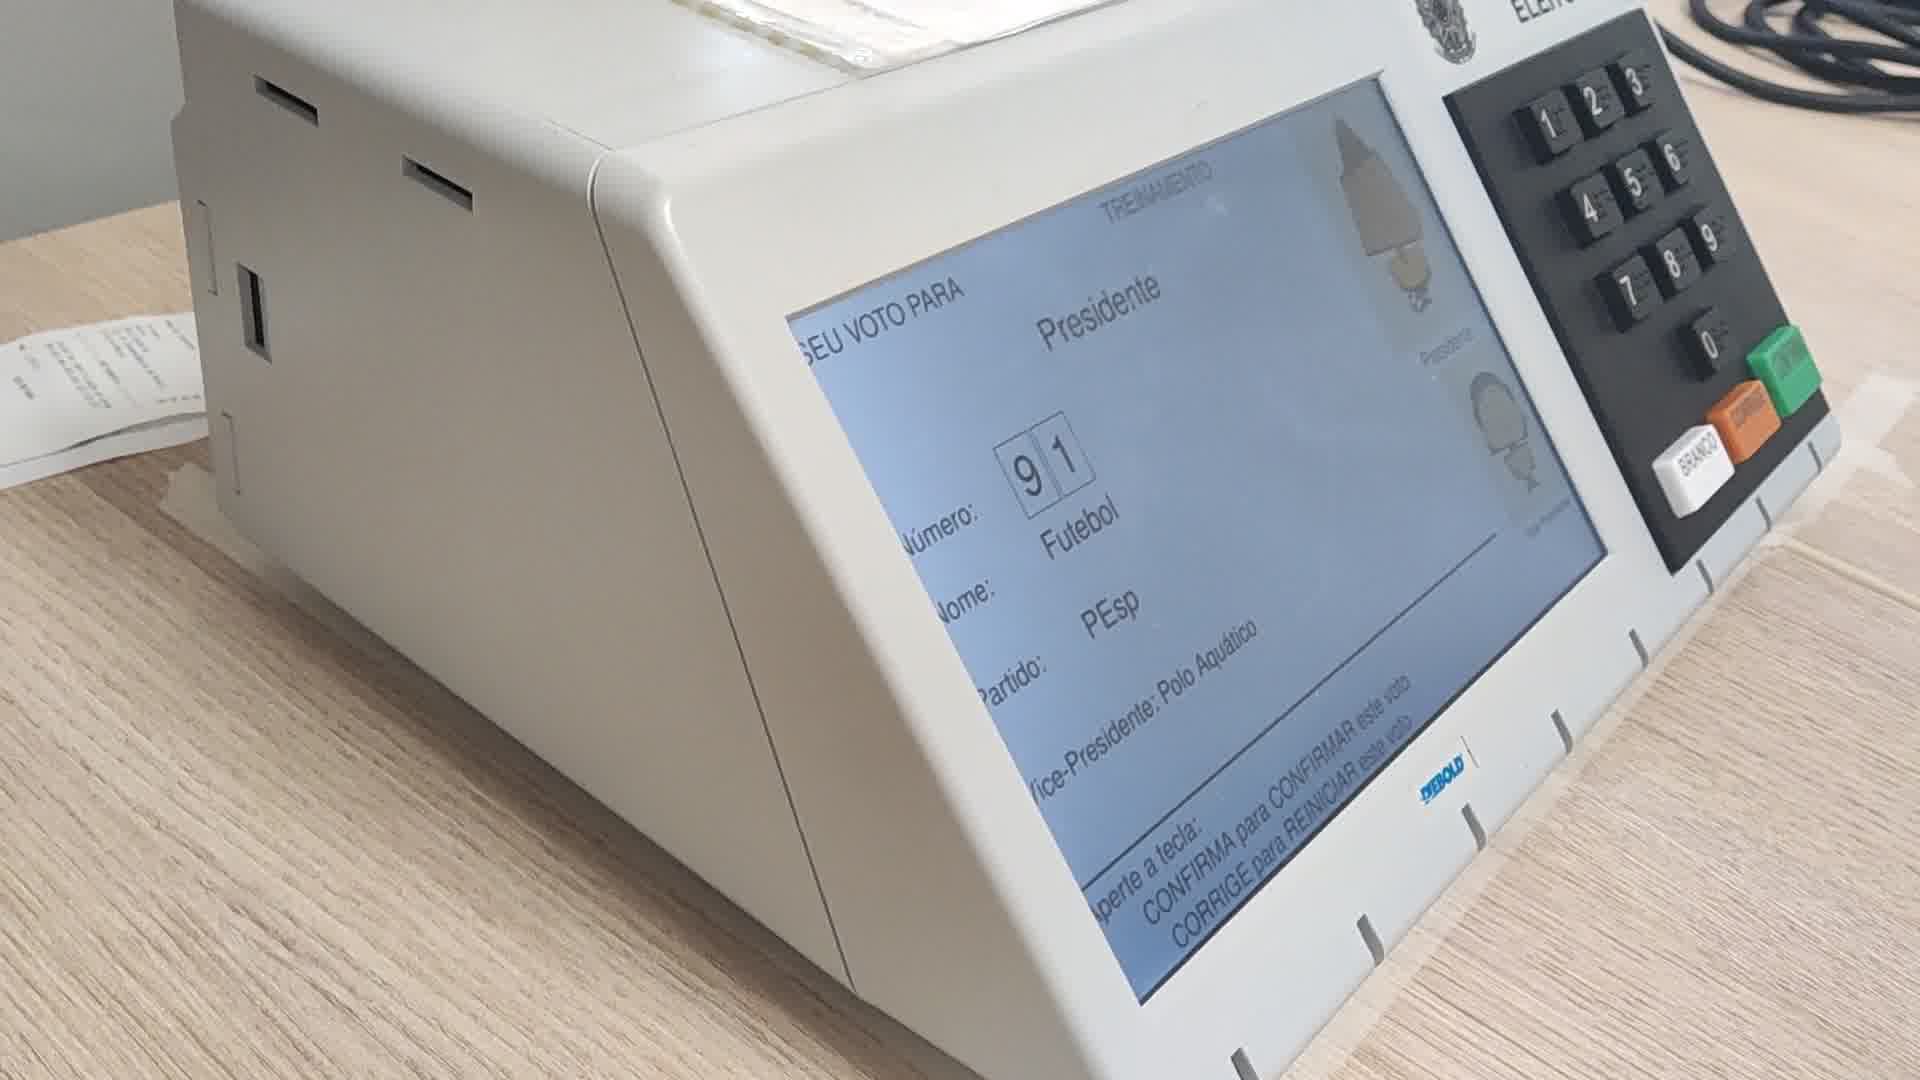 TREINAMENTO
SEU VOTO PARA
Presidente
Número: 9 1
Nome: Futebol
Partido: PEsp
Vice-Presidente: Polo Aquático
Presidente
Aperte a tecla:
CONFIRMA para CONFIRMAR este voto
CORRIGE para REINICIAR este voto
DIEBOLD
1 2 3
4 5 6
7 8 9
0
BRANCO